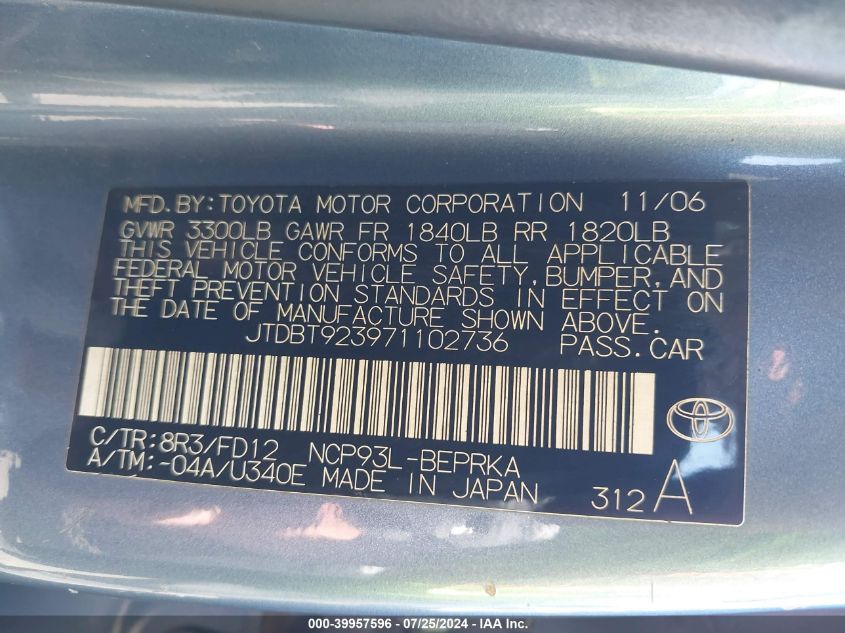 MFD.BY:TOYOTA MOTOR CORPORATION 11/06
GVWR 3300LB GAWR FR 1840LB RR 1820LB
THIS VEHICLE CONFORMS TO ALL APPLICABLE
FEDERAL MOTOR VEHICLE SAFETY,BUMPER,AND
THEFT PREVENTION STANDARDS IN EFFECT ON
THE DATE OF MANUFACTURE SHOWN ABOVE.
JTDBT923971102736 PASS.CAR
C/TR:8R3/FD12 NCP93L-BEPRKA
A/TM:-04A/U340E MADE IN JAPAN
312 A
000-39957596 - 07/25/2024 - IAA Inc.